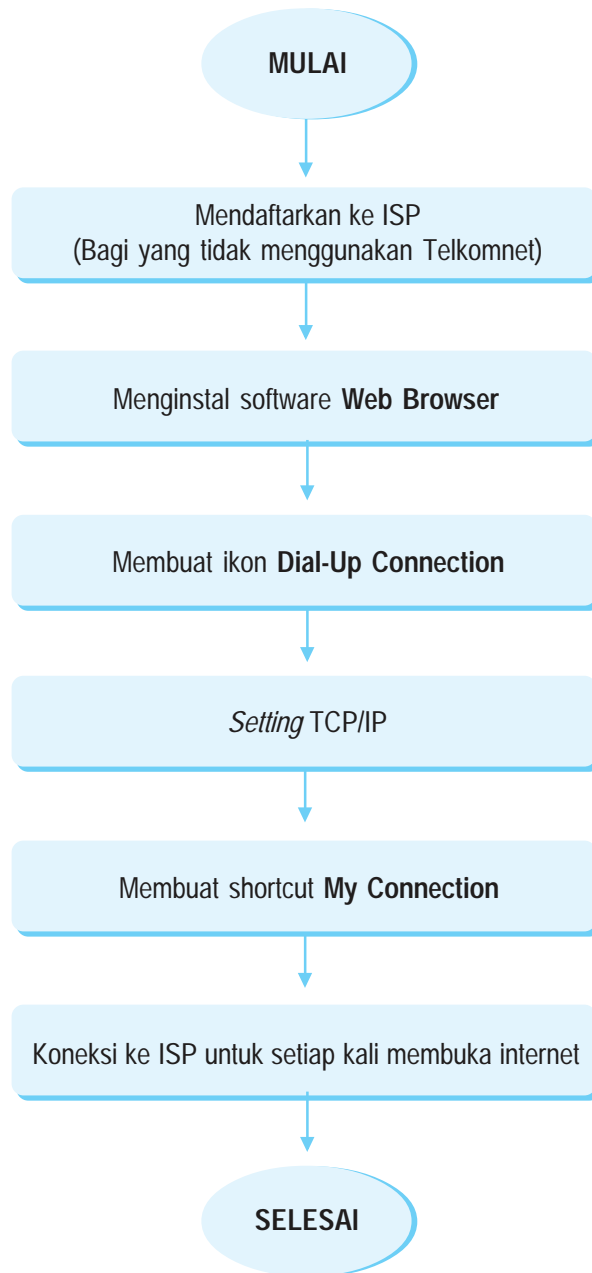 MULAI
Mendaftarkan ke ISP
(Bagi yang tidak menggunakan Telkomnet)
Menginstal software Web Browser
Membuat ikon Dial-Up Connection
Setting TCP/IP
Membuat shortcut My Connection
Koneksi ke ISP untuk setiap kali membuka internet
SELESAI